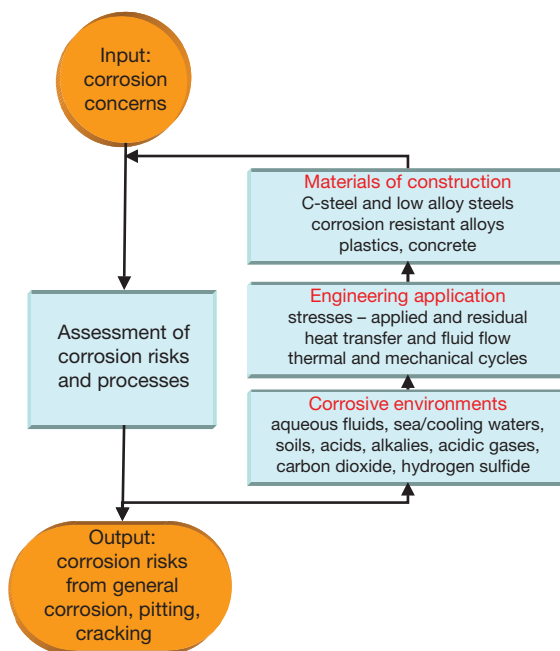 Input:
corrosion
concerns
Materials of construction
C-steel and low alloy steels
corrosion resistant alloys
plastics, concrete
Engineering application
stresses – applied and residual
heat transfer and fluid flow
thermal and mechanical cycles
Assessment of
corrosion risks
and processes
Corrosive environments
aqueous fluids, sea/cooling waters,
soils, acids, alkalies, acidic gases,
carbon dioxide, hydrogen sulfide
Output:
corrosion risks
from general
corrosion, pitting,
cracking